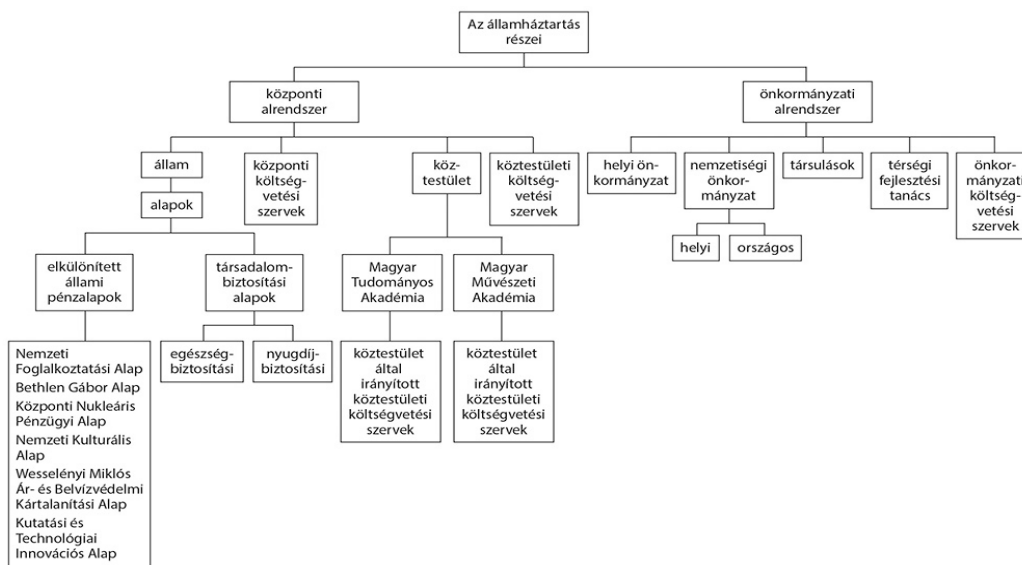 Az államháztartás
részei
központi
alrendszer
önkormányzati
alrendszer
állam
központi
költség-
vetési
szervek
köz-
testület
köztestületi
költség-
vetési
szervek
helyi ön-
kormányzat
nemzetiségi
önkor-
mányzat
társulások
térségi
fejlesztési
tanács
önkor-
mányzati
költség-
vetési
szervek
alapok
helyi
országos
elkülönített
állami
pénzalapok
társadalom-
biztosítási
alapok
Magyar
Tudományos
Akadémia
Magyar
Művészeti
Akadémia
Nemzeti
Foglalkoztatási Alap
Bethlen Gábor Alap
Központi Nukleáris
Pénzügyi Alap
Nemzeti Kulturális
Alap
Wesselényi Miklós
Ár- és Belvízvédelmi
Kártalanítási Alap
Kutatási és
Technológiai
Innovációs Alap
egészség-
biztosítási
nyugdíj-
biztosítási
köztestület
által
irányított
köztestületi
költségvetési
szervek
köztestület
által
irányított
köztestületi
költségvetési
szervek